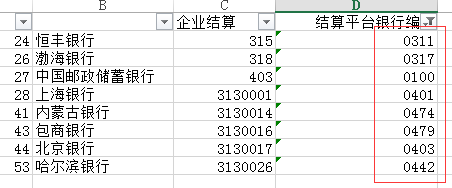 B C D
企业结算 结算平台银行编
24 恒丰银行 315 0311
26 渤海银行 318 0317
27 中国邮政储蓄银行 403 0100
28 上海银行 3130001 0401
41 内蒙古银行 3130014 0474
43 包商银行 3130016 0479
44 北京银行 3130017 0403
53 哈尔滨银行 3130026 0442